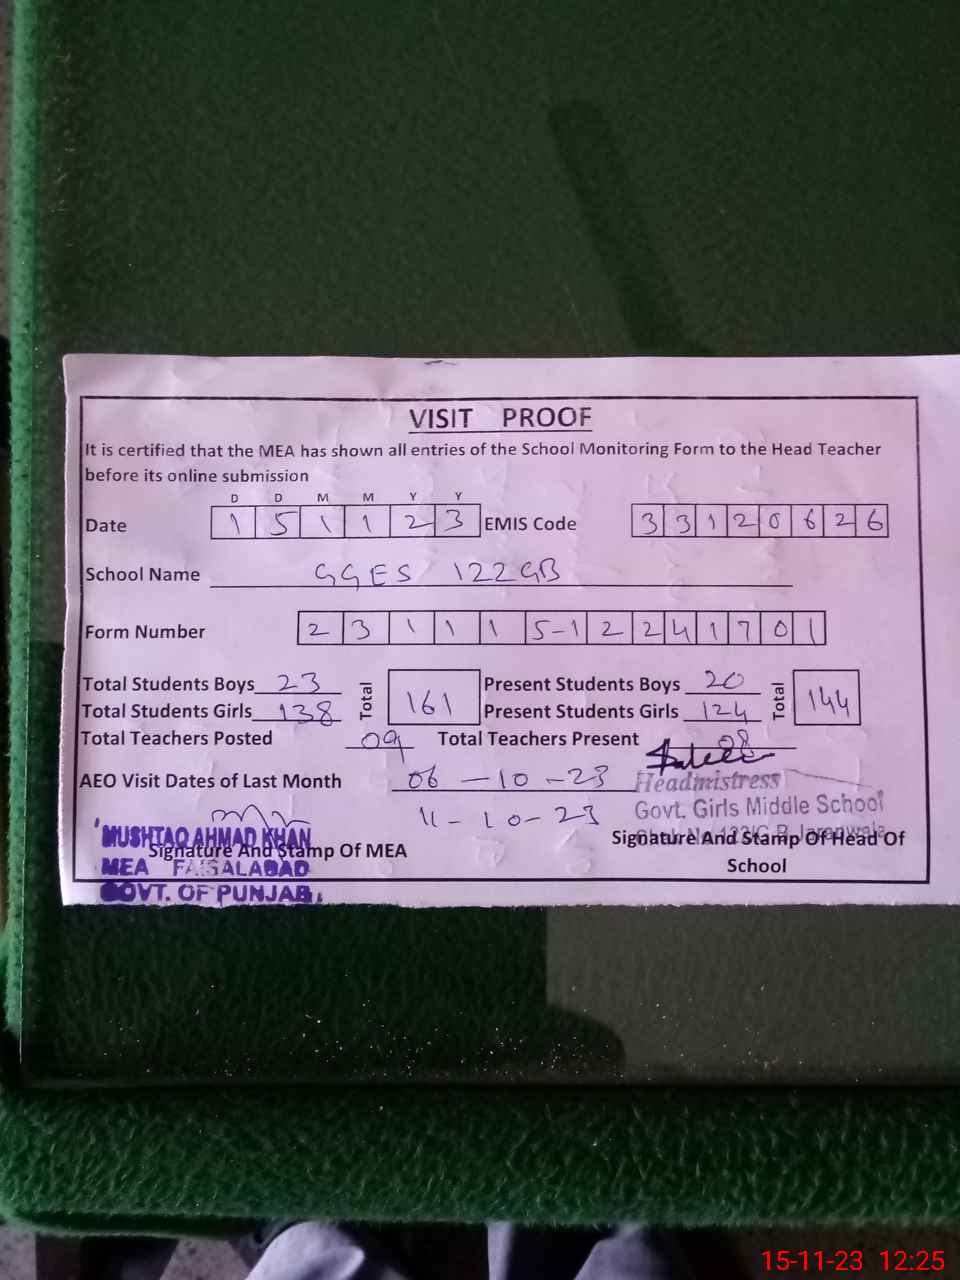 VISIT PROOF
It is certified that the MEA has shown all entries of the School Monitoring Form to the Head Teacher
before its online submission
D D M M Y Y
Date 1 5 1 1 2 3 EMIS Code 3 3 1 2 0 6 2 6
School Name GGES 122GB
Form Number 2 3 1 1 1 5-1 2 2 4 1 7 0 1
Total Students Boys 23 Total 161 Present Students Boys 20 Total 144
Total Students Girls 138 Present Students Girls 124
Total Teachers Posted 09 Total Teachers Present 08
AEO Visit Dates of Last Month 06-10-23
11-10-23
Headmistress
Govt. Girls Middle School
Jaranwala
Signature And Stamp Of Head Of
School
MUSHTAQ AHMAD KHAN
Signature And Stamp Of MEA
MEA FAISALABAD
GOVT. OF PUNJAB.
15-11-23 12:25